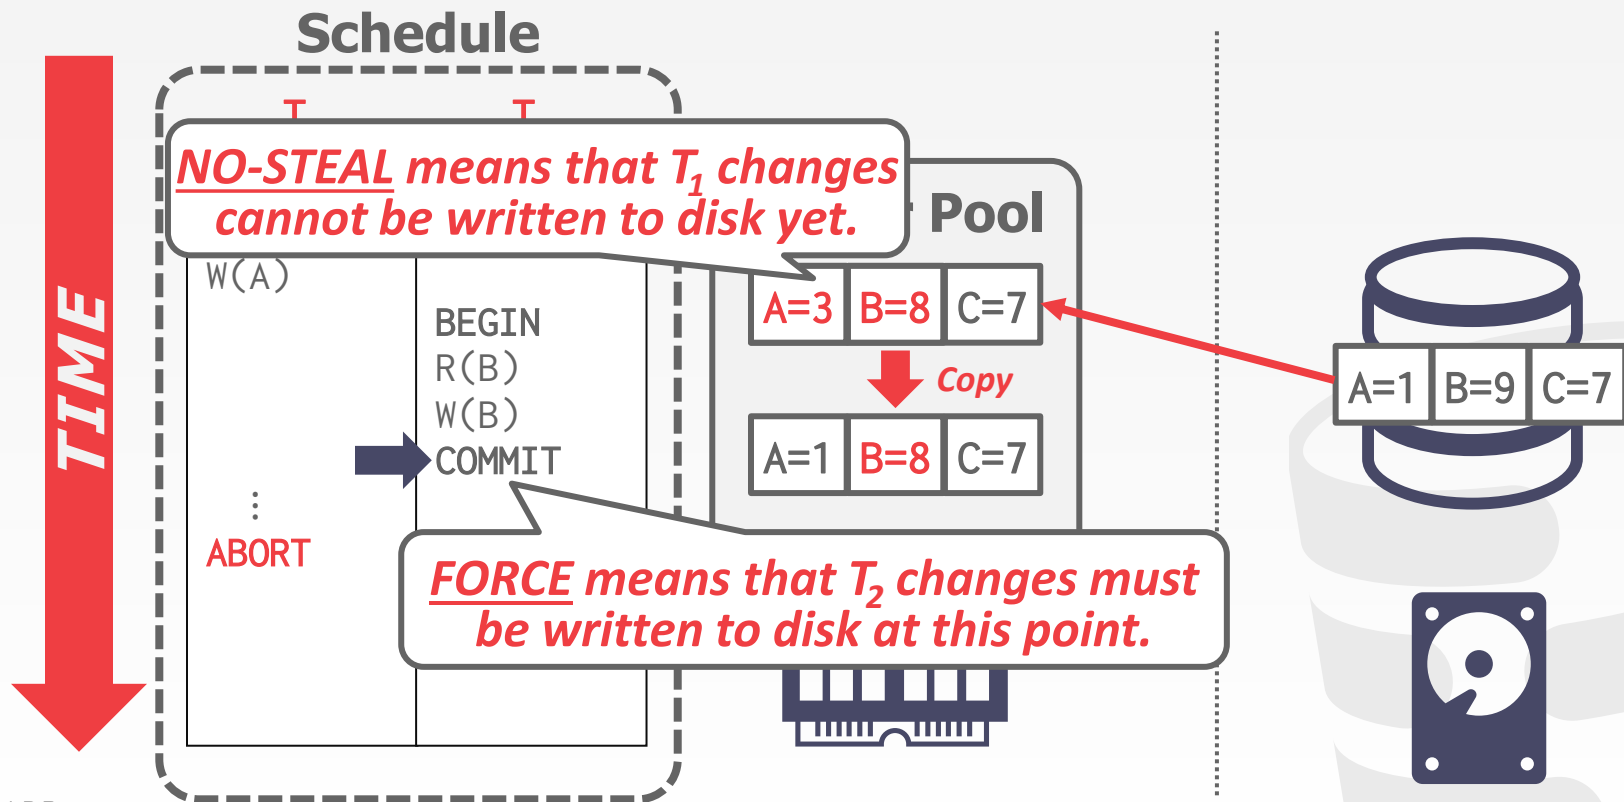 Schedule
TIME
T T
NO-STEAL means that T1 changes
cannot be written to disk yet.
Pool
W(A)
BEGIN
R(B)
W(B)
COMMIT
⋮
ABORT
A=3 B=8 C=7
Copy
A=1 B=8 C=7
A=1 B=9 C=7
FORCE means that T2 changes must
be written to disk at this point.